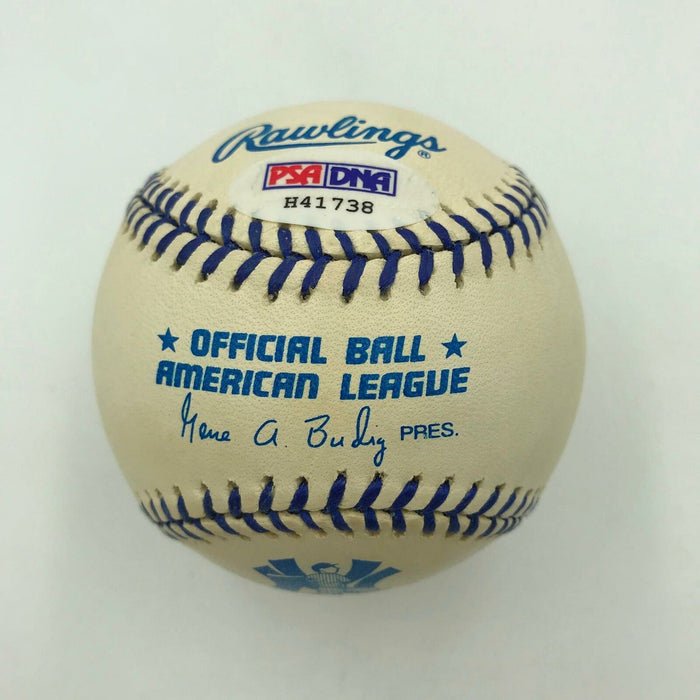 Rawlings®
PSA DNA
H41738
★ OFFICIAL BALL ★
AMERICAN LEAGUE
Gene A. Budig PRES.